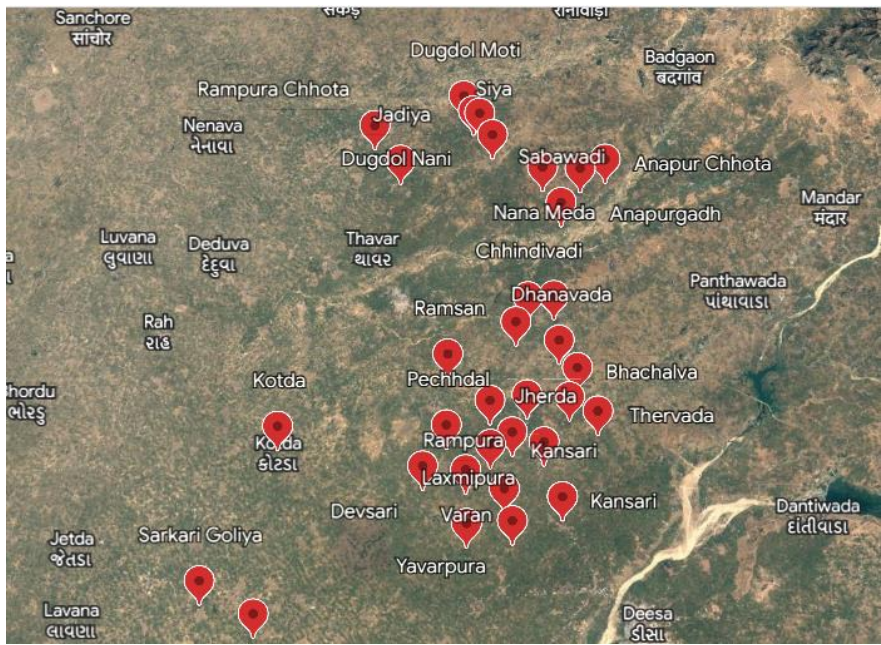 Sanchore
सांचोर
Dugdol Moti
Badgaon
बदगांव
Rampura Chhota
Siya
Jadiya
Nenava
નેનાવા
Dugdol Nani
Sabawadi
Anapur Chhota
Mandar
मंदार
Nana Meda
Anapurgadh
Luvana
લુવાણા
Deduva
દેદુવા
Thavar
થાવર
Chhindivadi
Panthawada
પાંથાવાડા
Dhanavada
Ramsan
Rah
રાહ
Bhachalva
Pechhdal
Kotda
Jherda
ભોરડુ
Thervada
Rampura
Kansari
કોટડા
Laxmipura
Kansari
Devsari
Varan
Dantiwada
દાંતીવાડા
Sarkari Goliya
Jetda
જેતડા
Yavarpura
Lavana
લાવણા
Deesa
ડીસા